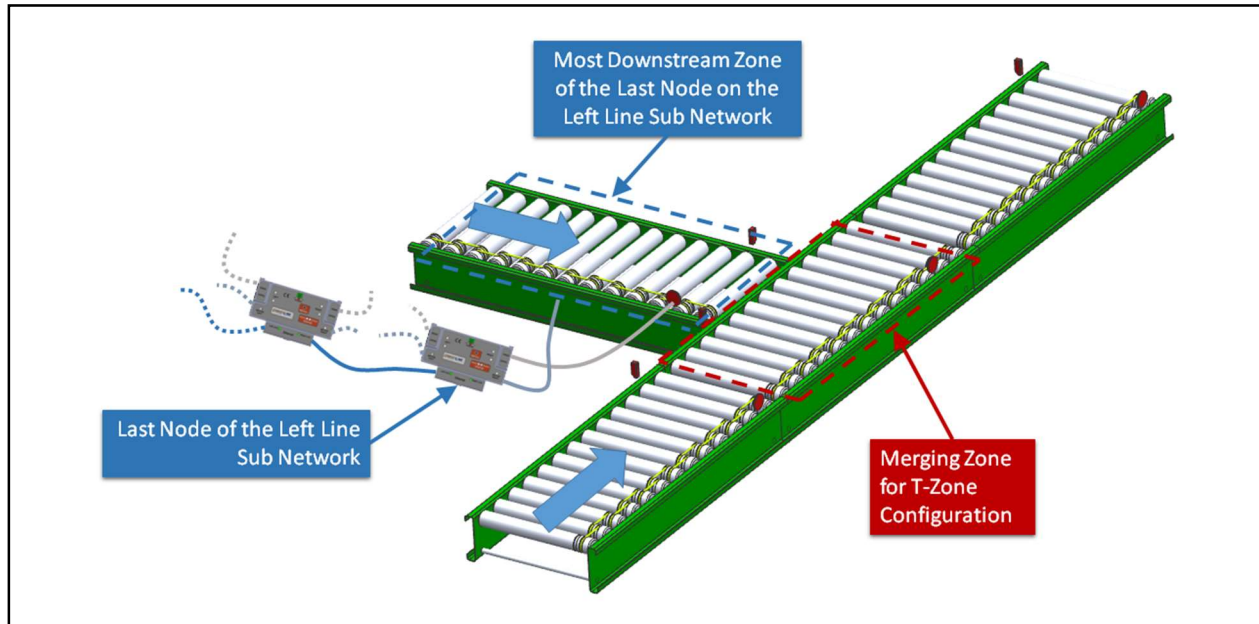 Most Downstream Zone
of the Last Node on the
Left Line Sub Network
Last Node of the Left Line
Sub Network
Merging Zone
for T-Zone
Configuration